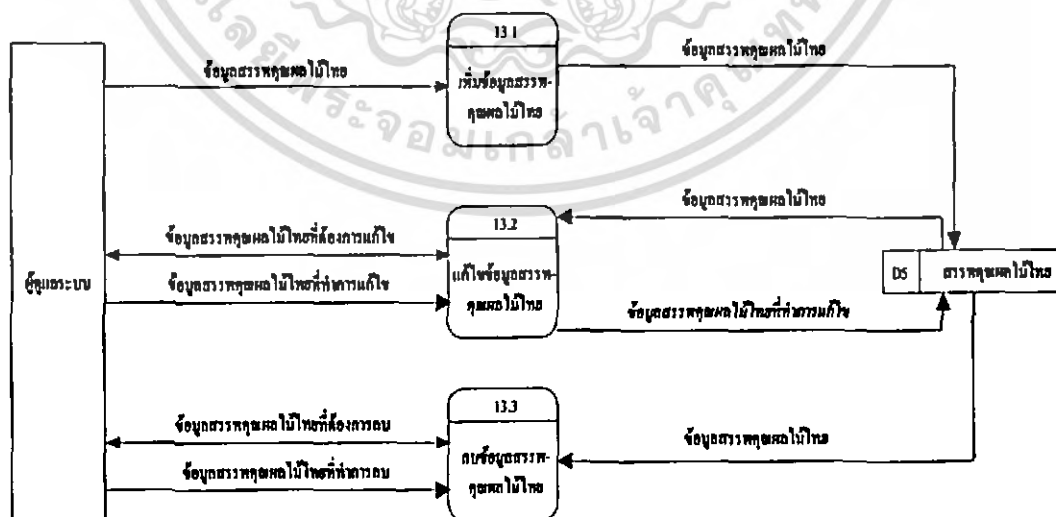 13.1
ข้อมูลสรรพคุณผลไม้ไทย
เพิ่มข้อมูลสรรพ-
คุณผลไม้ไทย
พระจอมเกล้าเจ้าคุณ
ข้อมูลสรรพคุณผลไม้ไทย
13.2
ข้อมูลสรรพคุณผลไม้ไทยที่ต้องการแก้ไข
ผู้ดูแลระบบ
แก้ไขข้อมูลสรรพ-
คุณผลไม้ไทย
D5
สรรพคุณผลไม้ไทย
ข้อมูลสรรพคุณผลไม้ไทยที่ทำการแก้ไข
ข้อมูลสรรพคุณผลไม้ไทยที่ทำการแก้ไข
13.3
ข้อมูลสรรพคุณผลไม้ไทยที่ต้องการลบ
ข้อมูลสรรพคุณผลไม้ไทย
ลบข้อมูลสรรพ-
คุณผลไม้ไทย
ข้อมูลสรรพคุณผลไม้ไทยที่ทำการลบ